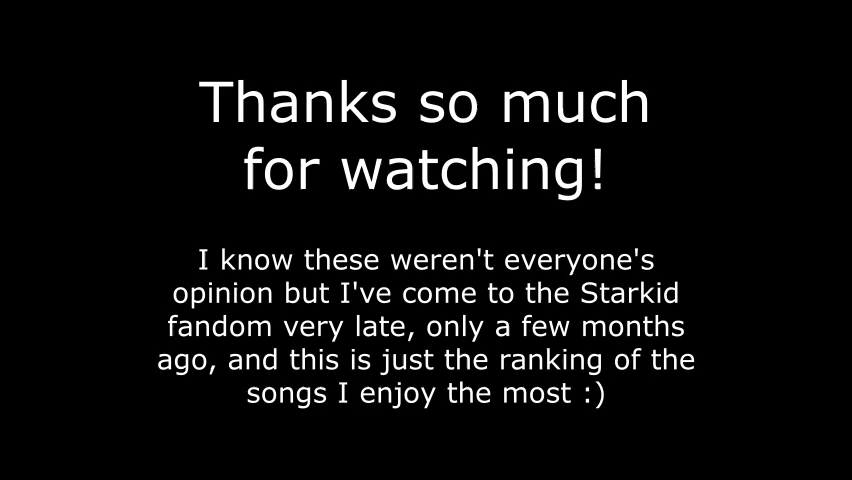 Thanks so much
for watching!
I know these weren't everyone's
opinion but I've come to the Starkid
fandom very late, only a few months
ago, and this is just the ranking of the
songs I enjoy the most :)